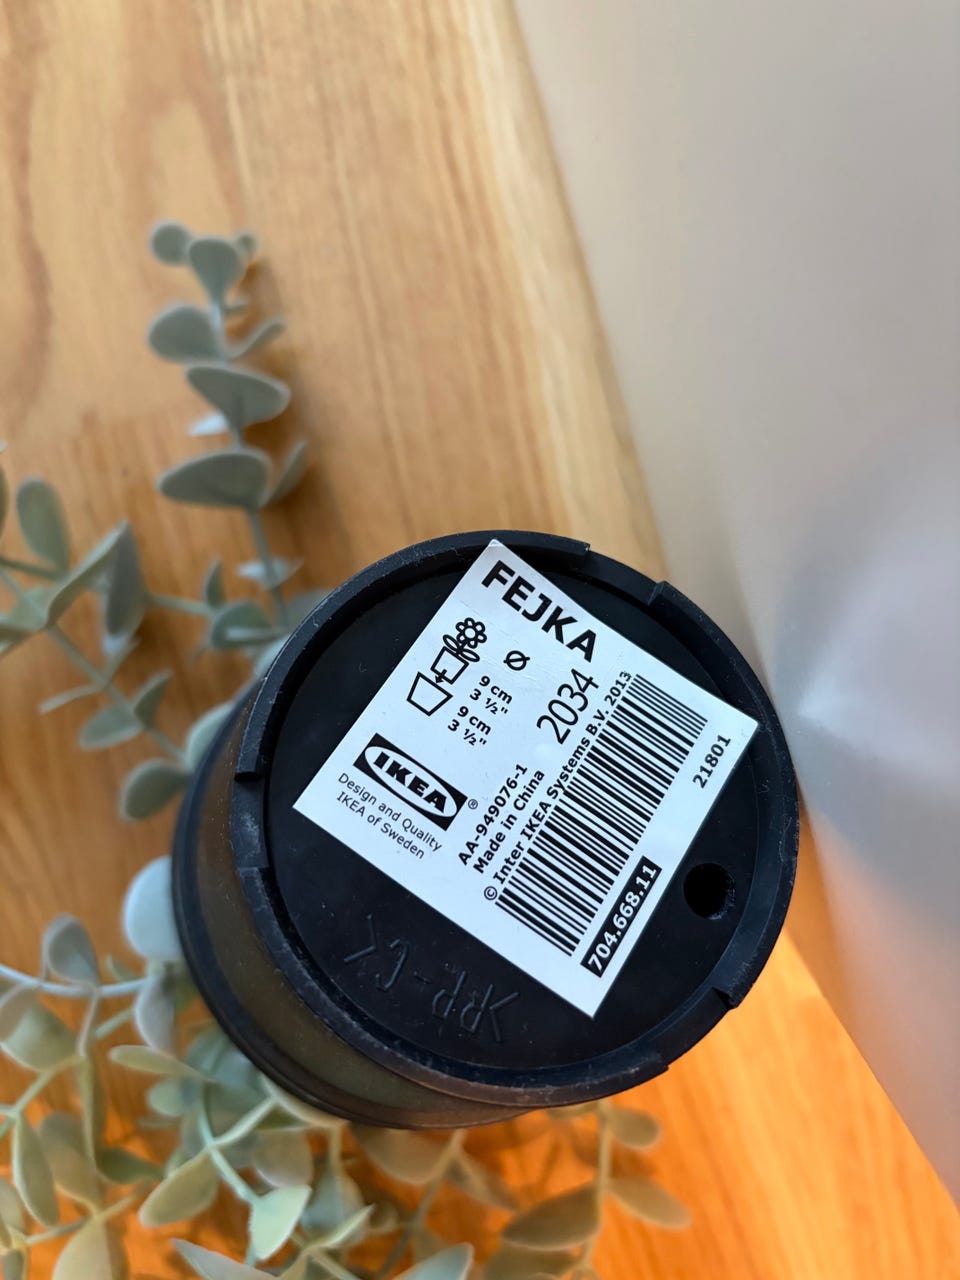 FEJKA
Ø
9 cm
3 ½"
9 cm
3 ½"
2034
IKEA®
Design and Quality
IKEA of Sweden
AA-949076-1
Made in China
© Inter IKEA Systems B.V. 2013
21801
704.668.11